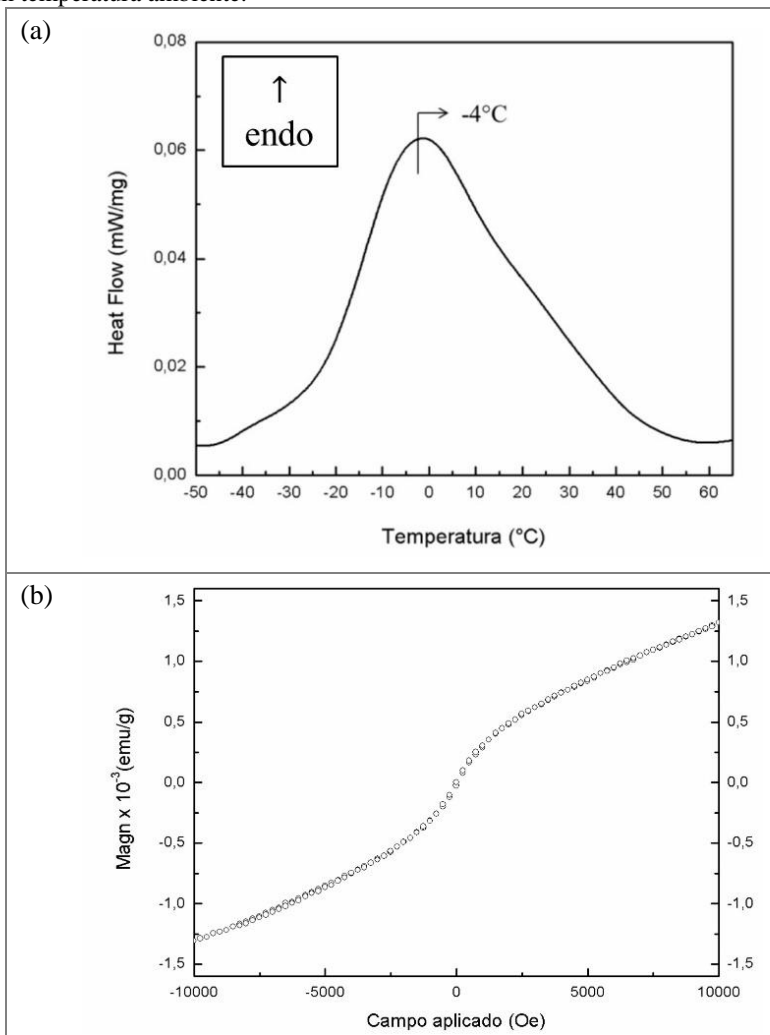 temperatura ambiente.
(a)
0,08
0,06
0,04
0,02
0,00
↑
endo
-4°C
Heat Flow (mW/mg)
-50 -40 -30 -20 -10 0 10 20 30 40 50 60
Temperatura (°C)
(b)
1,5 1,5
1,0 1,0
0,5 0,5
0,0 0,0
-0,5 -0,5
-1,0 -1,0
-1,5 -1,5
Magn x 10⁻³(emu/g)
-10000 -5000 0 5000 10000
Campo aplicado (Oe)